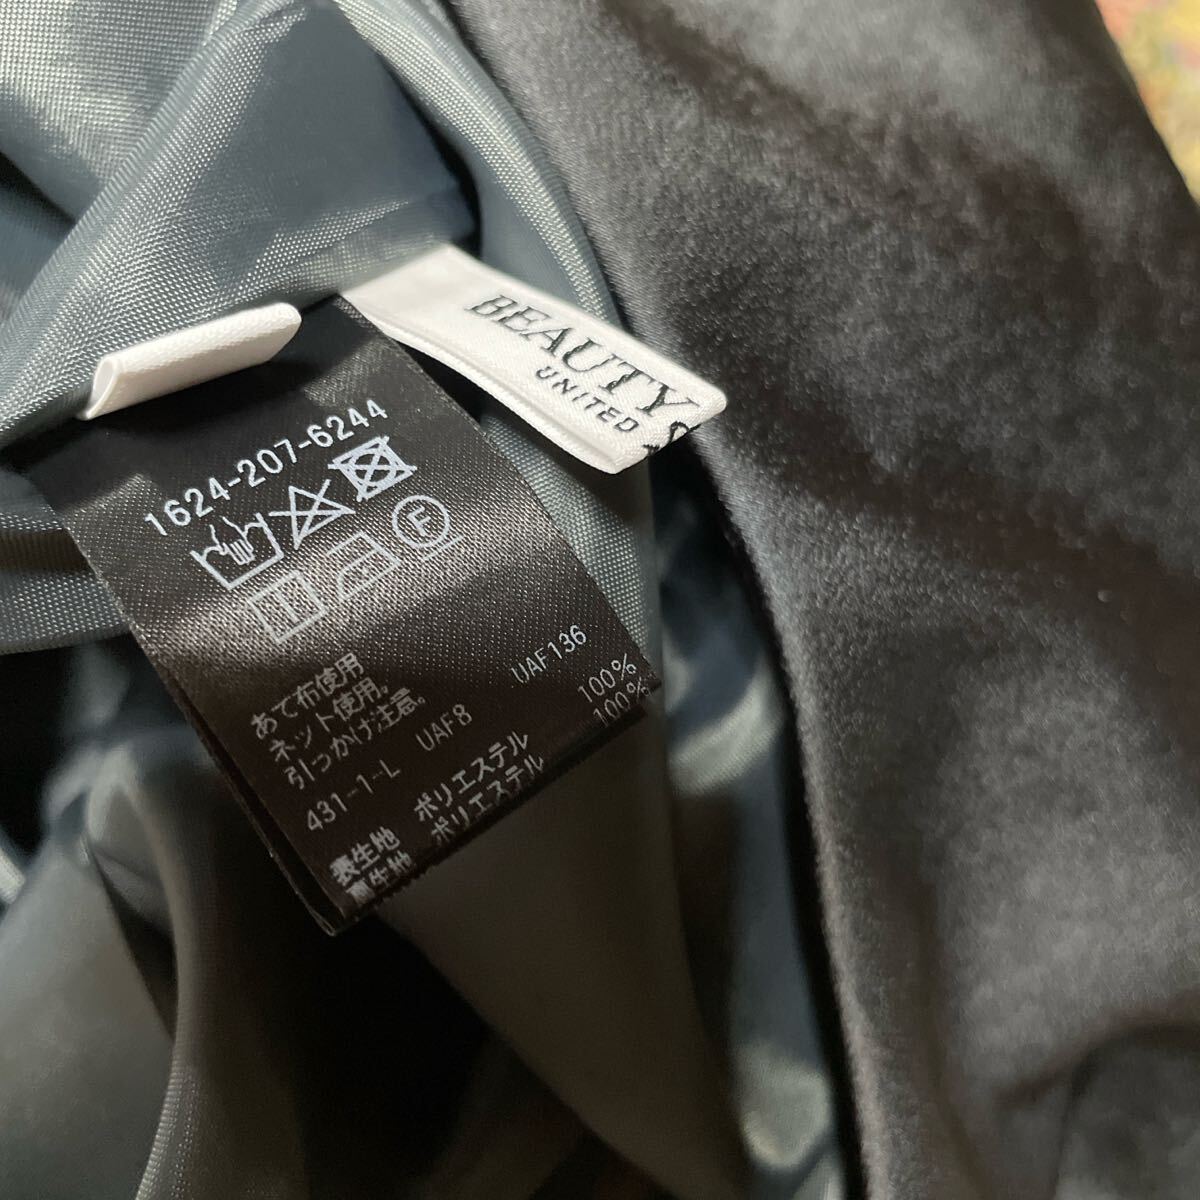 BEAUTY
UNITED
1624-207-6244
F
あて布使用
ネット使用。
引っかけ注意。
431-1-L UAF8 UAF136
表生地 ポリエステル 100%
裏生地 ポリエステル 100%